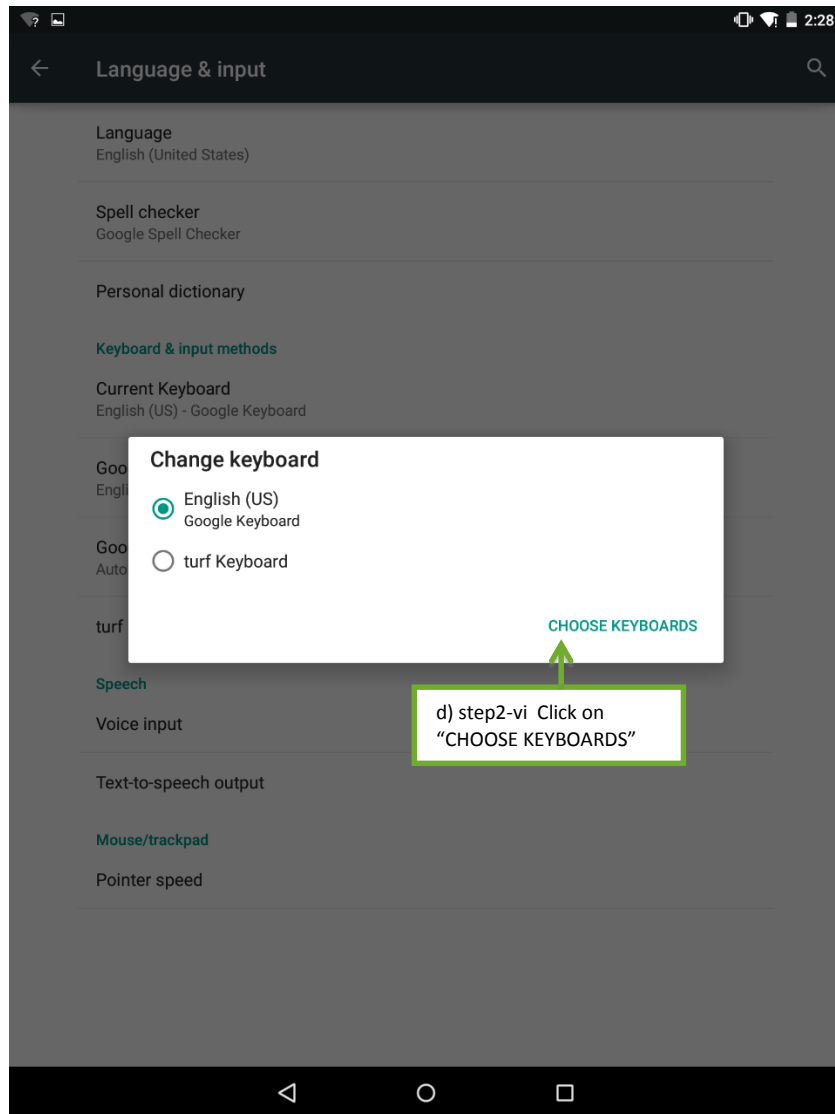 2:28
Language & input
Language
English (United States)
Spell checker
Google Spell Checker
Personal dictionary
Keyboard & input methods
Current Keyboard
English (US) - Google Keyboard
Goo
Engli
Change keyboard
English (US)
Google Keyboard
Goo
Auto
turf Keyboard
turf
CHOOSE KEYBOARDS
Speech
Voice input
d) step2-vi Click on
“CHOOSE KEYBOARDS”
Text-to-speech output
Mouse/trackpad
Pointer speed